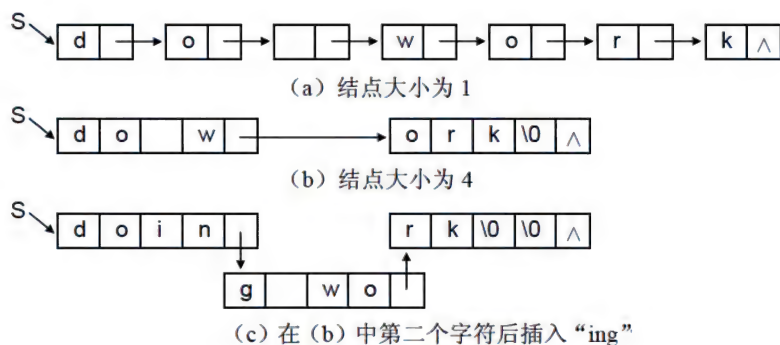 S
d o w o r k ∧
（a）结点大小为 1
S
d o w o r k \0 ∧
（b）结点大小为 4
S
d o i n r k \0 \0 ∧
g w o
（c）在（b）中第二个字符后插入“ing”